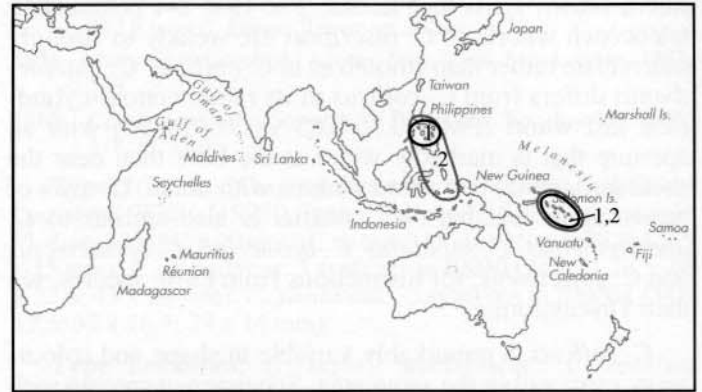 Japan
Taiwan
Philippines
Marshall Is.
Gulf of Oman
Gulf of Aden
Maldives
Sri Lanka
Melanesia
New Guinea
Solomon Is.
Seychelles
Indonesia
1
2
1,2
Samoa
Vanuatu
Fiji
Mauritius
Réunion
New Caledonia
Madagascar